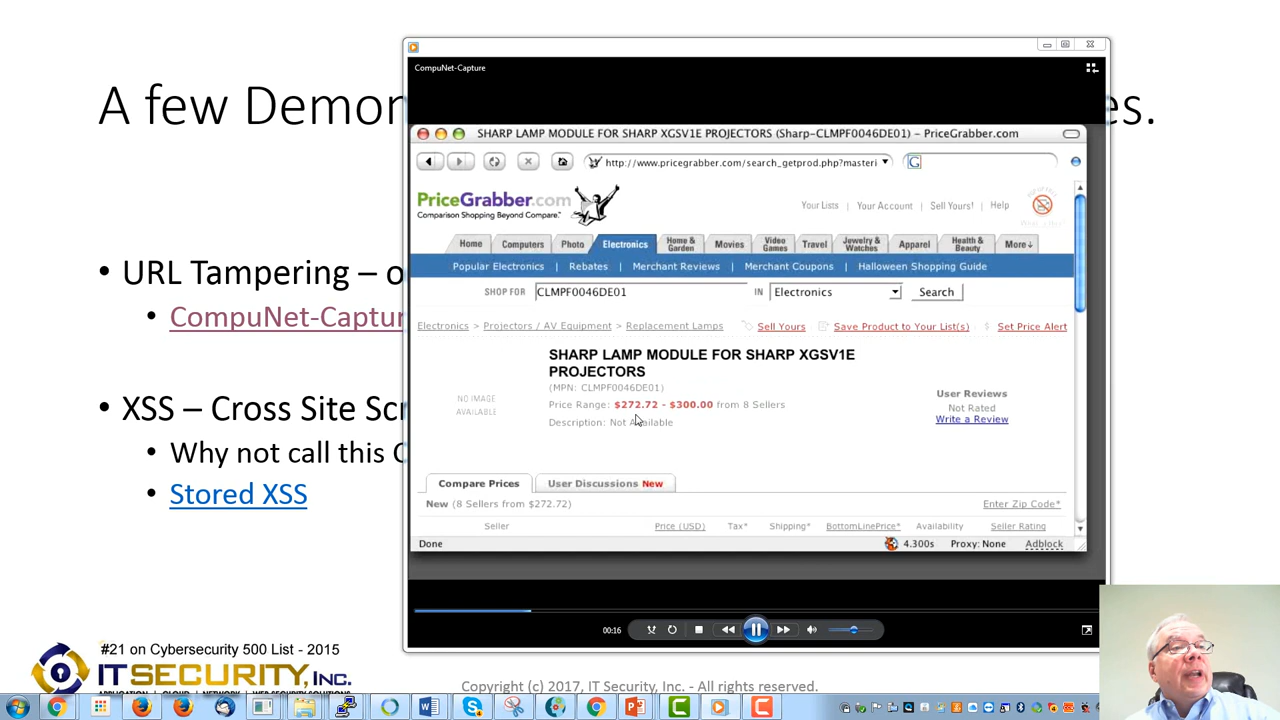 A few Demon
es.
CompuNet-Capture
SHARP LAMP MODULE FOR SHARP XGSV1E PROJECTORS (Sharp-CLMPF0046DE01) – PriceGrabber.com
http://www.pricegrabber.com/search_getprod.php?masteri
G
PriceGrabber.com
Comparison Shopping Beyond Compare.™
Your Lists | Your Account | Sell Yours! | Help
Home Computers Photo Electronics Home & Garden Movies Video Games Travel Jewelry & Watches Apparel Health & Beauty More↓
Popular Electronics | Rebates | Merchant Reviews | Merchant Coupons | Halloween Shopping Guide
SHOP FOR CLMPF0046DE01 IN Electronics Search
Electronics > Projectors / AV Equipment > Replacement Lamps Sell Yours Save Product to Your List(s) $ Set Price Alert
SHARP LAMP MODULE FOR SHARP XGSV1E
PROJECTORS
(MPN: CLMPF0046DE01)
NO IMAGE
AVAILABLE
Price Range: $272.72 - $300.00 from 8 Sellers
Description: Not Available
User Reviews
Not Rated
Write a Review
Compare Prices User Discussions New
New (8 Sellers from $272.72) Enter Zip Code*
Seller Price (USD) Tax* Shipping* BottomLinePrice* Availability Seller Rating
Done 4.300s Proxy: None Adblock
00:16
• URL Tampering – o
• CompuNet-Captur
• XSS – Cross Site Scr
• Why not call this C
• Stored XSS
#21 on Cybersecurity 500 List - 2015
IT SECURITY, INC.
APPLICATION CLOUD NETWORK WEB SECURITY SOLUTIONS
Copyright (c) 2017, IT Security, Inc. - All rights reserved.